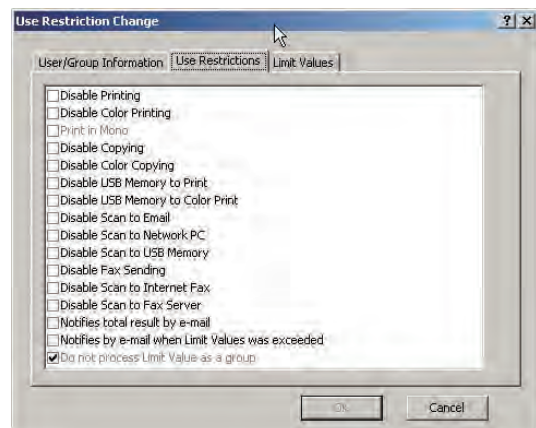 Use Restriction Change
User/Group Information Use Restrictions Limit Values
Disable Printing
Disable Color Printing
Print in Mono
Disable Copying
Disable Color Copying
Disable USB Memory to Print
Disable USB Memory to Color Print
Disable Scan to Email
Disable Scan to Network PC
Disable Scan to USB Memory
Disable Fax Sending
Disable Scan to Internet Fax
Disable Scan to Fax Server
Notifies total result by e-mail
Notifies by e-mail when Limit Values was exceeded
Do not process Limit Value as a group
OK Cancel